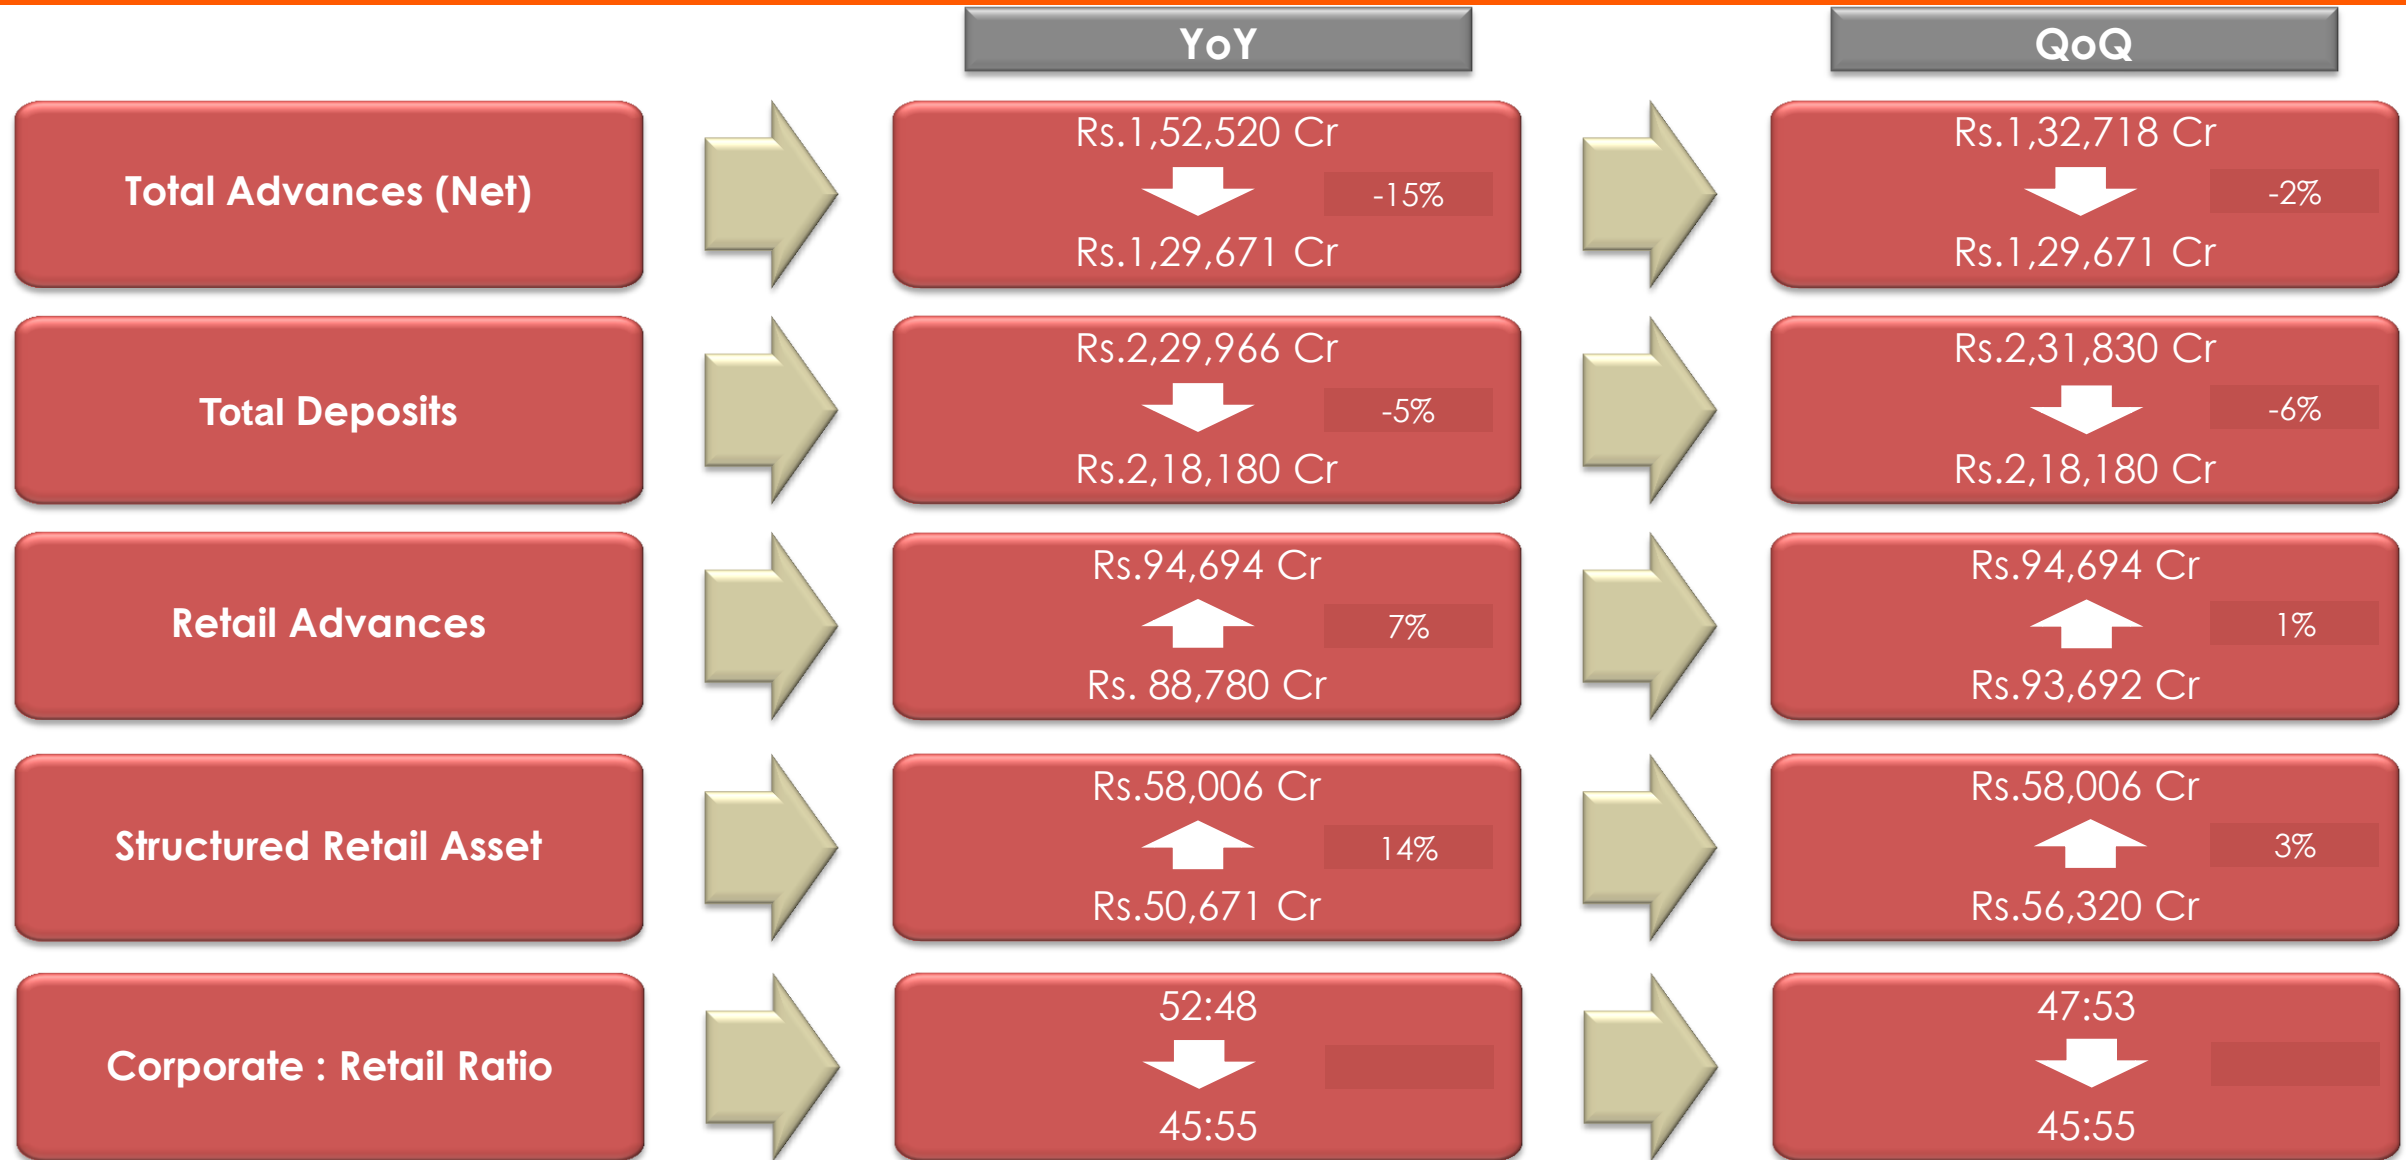 YoY
QoQ
Total Advances (Net)
Rs.1,52,520 Cr
-15%
Rs.1,29,671 Cr
Rs.1,32,718 Cr
-2%
Rs.1,29,671 Cr
Total Deposits
Rs.2,29,966 Cr
-5%
Rs.2,18,180 Cr
Rs.2,31,830 Cr
-6%
Rs.2,18,180 Cr
Retail Advances
Rs.94,694 Cr
7%
Rs. 88,780 Cr
Rs.94,694 Cr
1%
Rs.93,692 Cr
Structured Retail Asset
Rs.58,006 Cr
14%
Rs.50,671 Cr
Rs.58,006 Cr
3%
Rs.56,320 Cr
Corporate : Retail Ratio
52:48
45:55
47:53
45:55